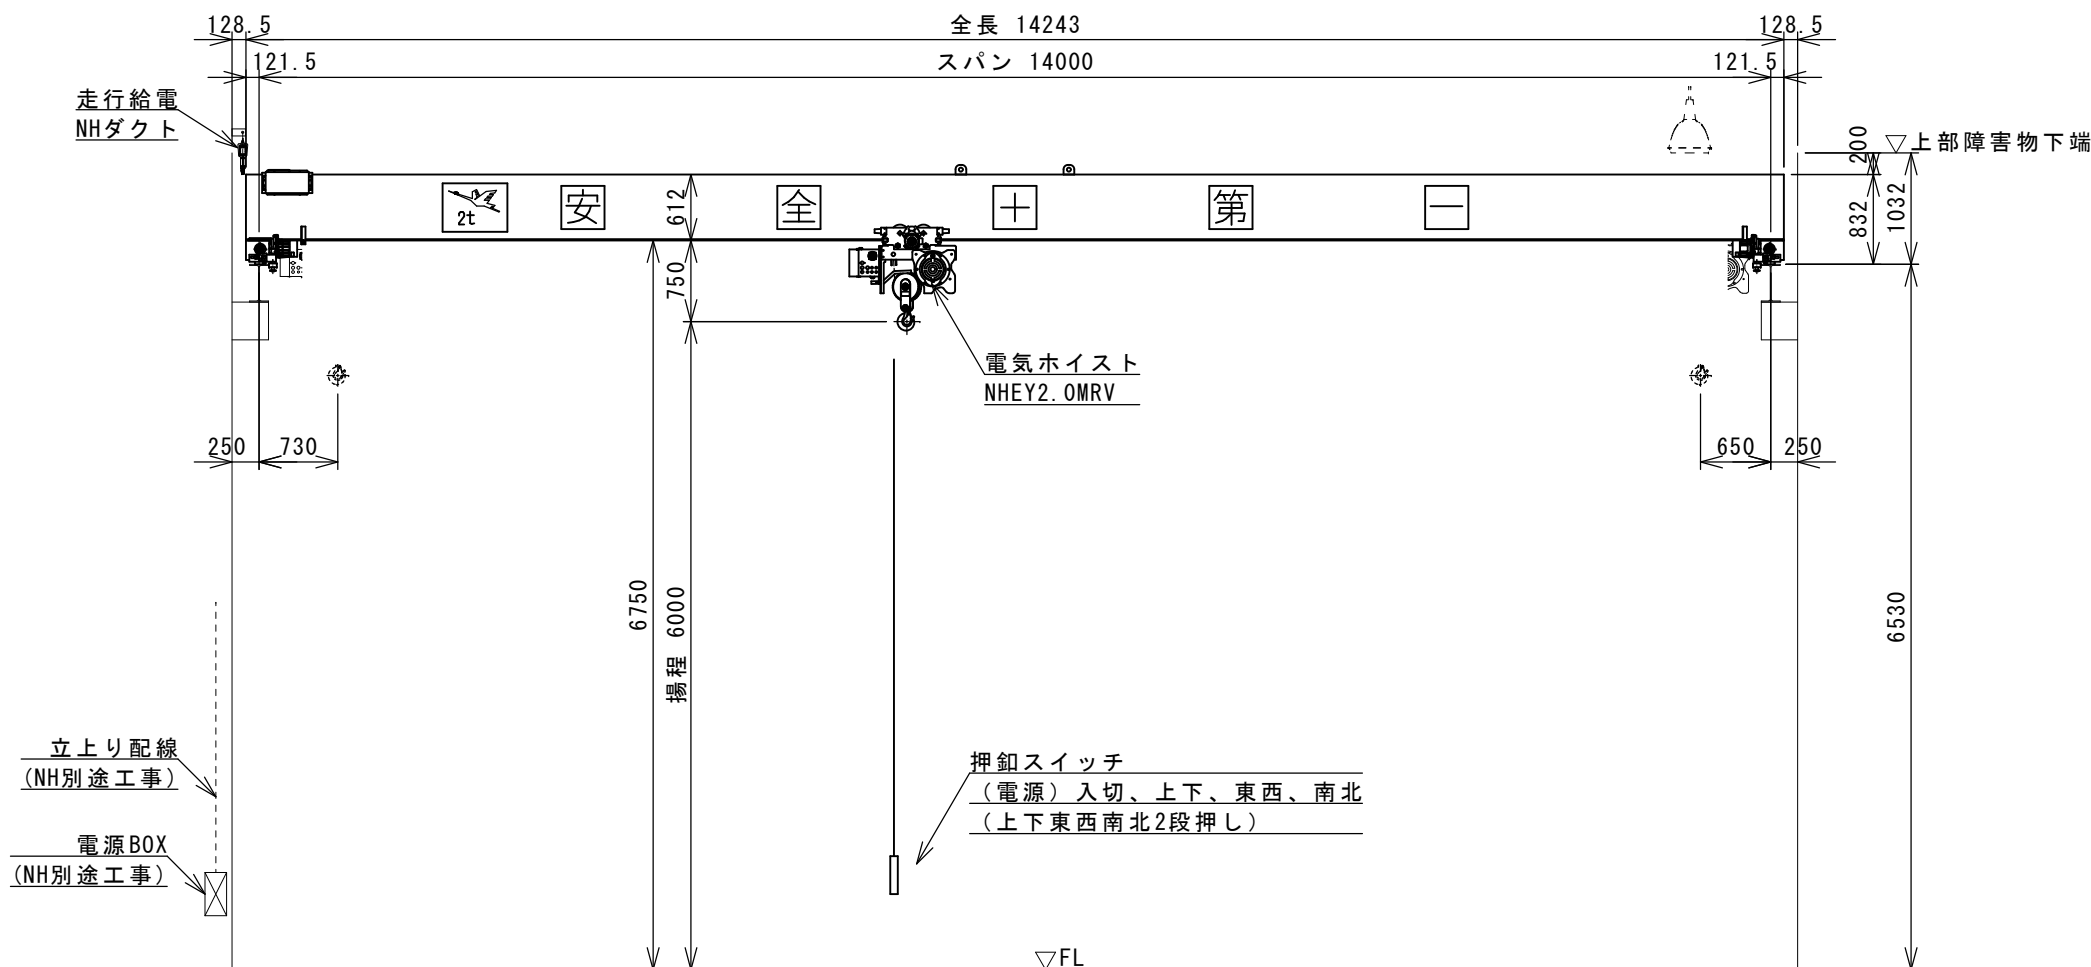 128.5
全長 14243
128.5
121.5
スパン 14000
121.5
走行給電
NHダクト
200
上部障害物下端
2t
安
全
十
第
一
612
832
1032
750
電気ホイスト
NHEY2.0MRV
250
730
650
250
6750
揚程 6000
6530
立上り配線
(NH別途工事)
押釦スイッチ
(電源)入切、上下、東西、南北
(上下東西南北2段押し)
電源BOX
(NH別途工事)
FL